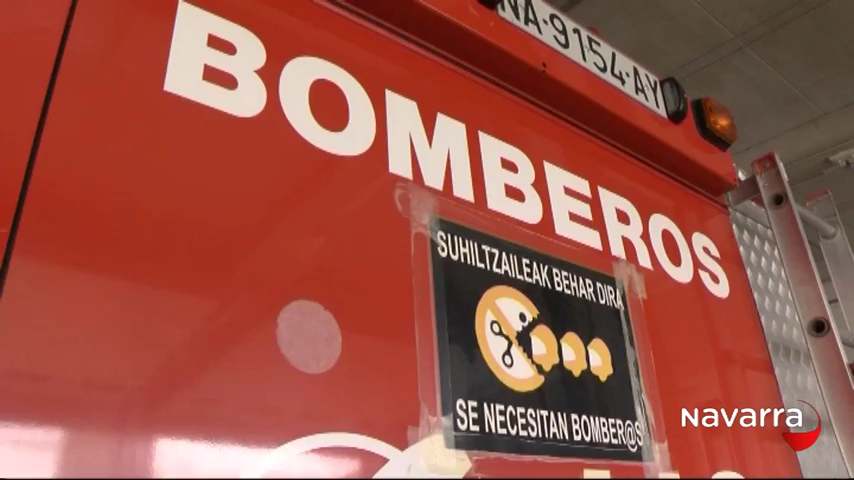 NA-9154-AY
BOMBEROS
SUHILTZAILEAK BEHAR DIRA
SE NECESITAN BOMBER@S
navarra